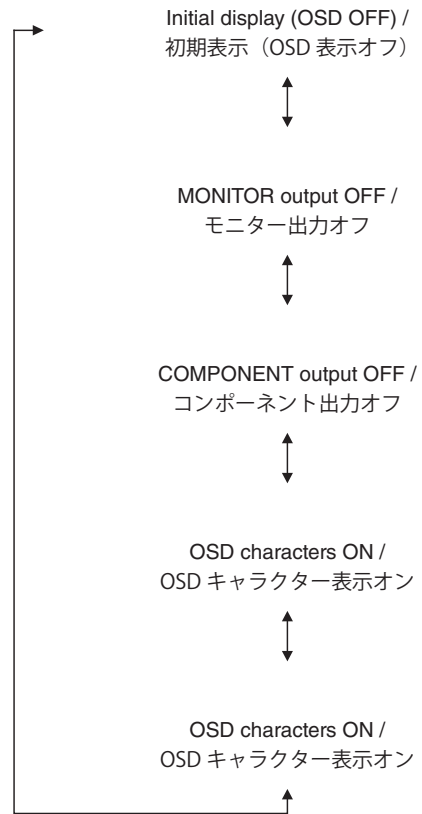 Initial display (OSD OFF) /
初期表示（OSD 表示オフ）
MONITOR output OFF /
モニター出力オフ
COMPONENT output OFF /
コンポーネント出力オフ
OSD characters ON /
OSD キャラクター表示オン
OSD characters ON /
OSD キャラクター表示オン